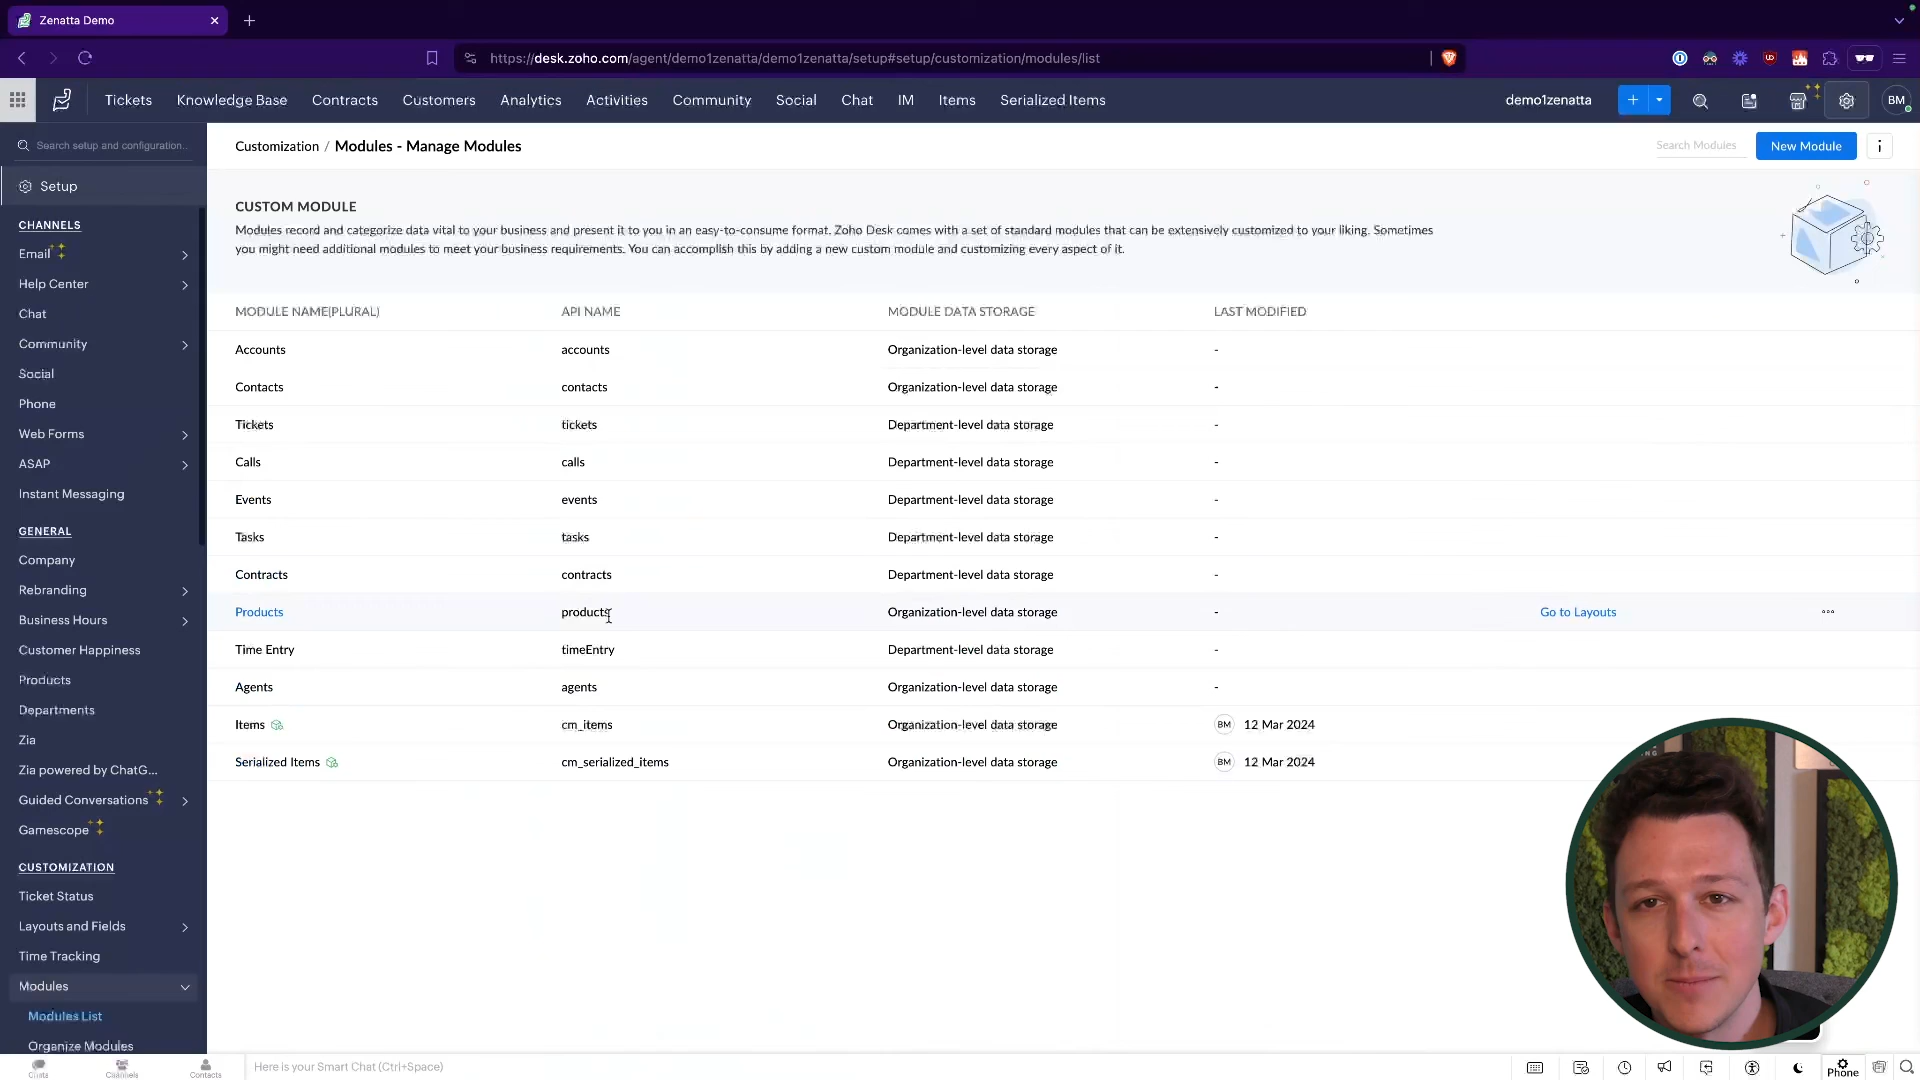 Zenatta Demo
https://desk.zoho.com/agent/demo1zenatta/demo1zenatta/setup#setup/customization/modules/list
Tickets
Knowledge Base
Contracts
Customers
Analytics
Activities
Community
Social
Chat
IM
Items
Serialized Items
demo1zenatta
BM
Search setup and configuration..
Setup
CHANNELS
Email
Help Center
Chat
Community
Social
Phone
Web Forms
ASAP
Instant Messaging
GENERAL
Company
Rebranding
Business Hours
Customer Happiness
Products
Departments
Zia
Zia powered by ChatG...
Guided Conversations
Gamescope
CUSTOMIZATION
Ticket Status
Layouts and Fields
Time Tracking
Modules
Modules List
Organize Modules
Customization / Modules - Manage Modules
Search Modules
New Module
CUSTOM MODULE
Modules record and categorize data vital to your business and present it to you in an easy-to-consume format. Zoho Desk comes with a set of standard modules that can be extensively customized to your liking. Sometimes
you might need additional modules to meet your business requirements. You can accomplish this by adding a new custom module and customizing every aspect of it.
MODULE NAME(PLURAL) API NAME MODULE DATA STORAGE LAST MODIFIED
Accounts accounts Organization-level data storage -
Contacts contacts Organization-level data storage -
Tickets tickets Department-level data storage -
Calls calls Department-level data storage -
Events events Department-level data storage -
Tasks tasks Department-level data storage -
Contracts contracts Department-level data storage -
Products products Organization-level data storage - Go to Layouts
Time Entry timeEntry Department-level data storage -
Agents agents Organization-level data storage -
Items cm_items Organization-level data storage BM 12 Mar 2024
Serialized Items cm_serialized_items Organization-level data storage BM 12 Mar 2024
Chats
Channels
Contacts
Here is your Smart Chat (Ctrl+Space)
Phone